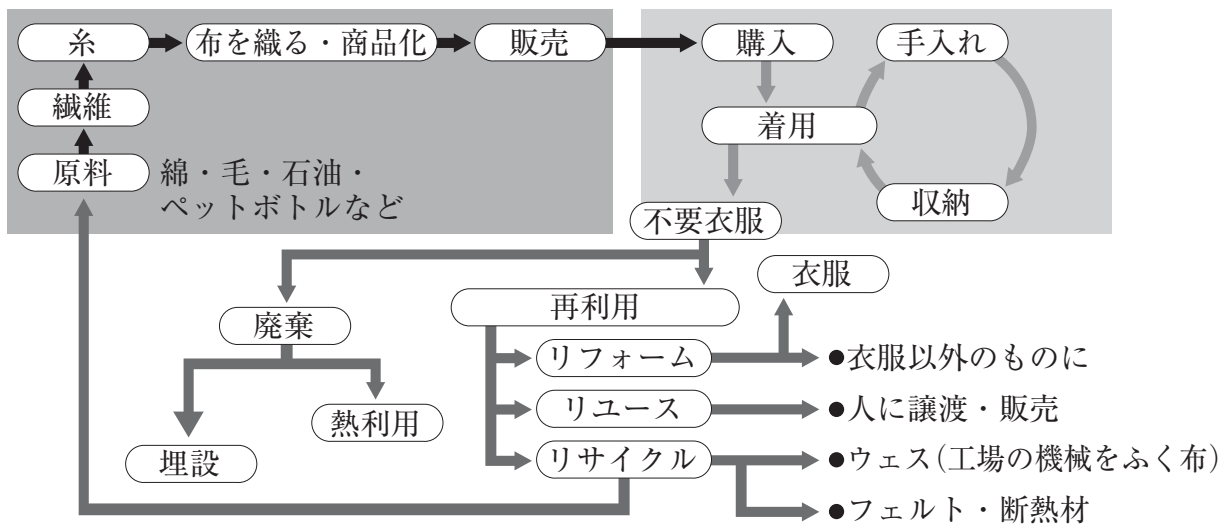 糸
布を織る・商品化
販売
購入
手入れ
繊維
着用
原料
綿・毛・石油・
ペットボトルなど
収納
不要衣服
衣服
再利用
廃棄
リフォーム
●衣服以外のものに
リユース
●人に譲渡・販売
熱利用
埋設
リサイクル
●ウェス(工場の機械をふく布)
●フェルト・断熱材